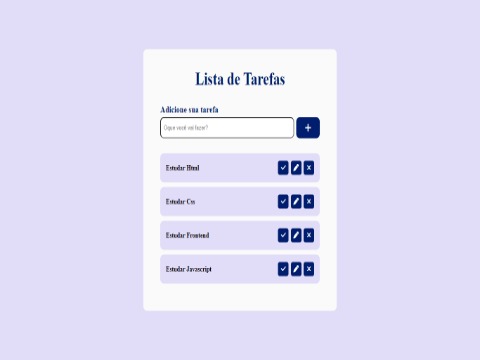 Lista de Tarefas
Adicione sua tarefa
O que você vai fazer?
+
Estudar Html
Estudar Css
Estudar Frontend
Estudar Javascript